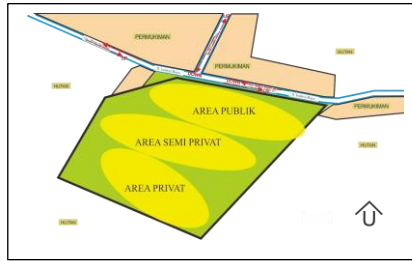 PERMUKIMAN
HUTAN
PERMUKIMAN
HUTAN
PERMUKIMAN
AREA PUBLIK
AREA SEMI PRIVAT
HUTAN
AREA PRIVAT
HUTAN
U